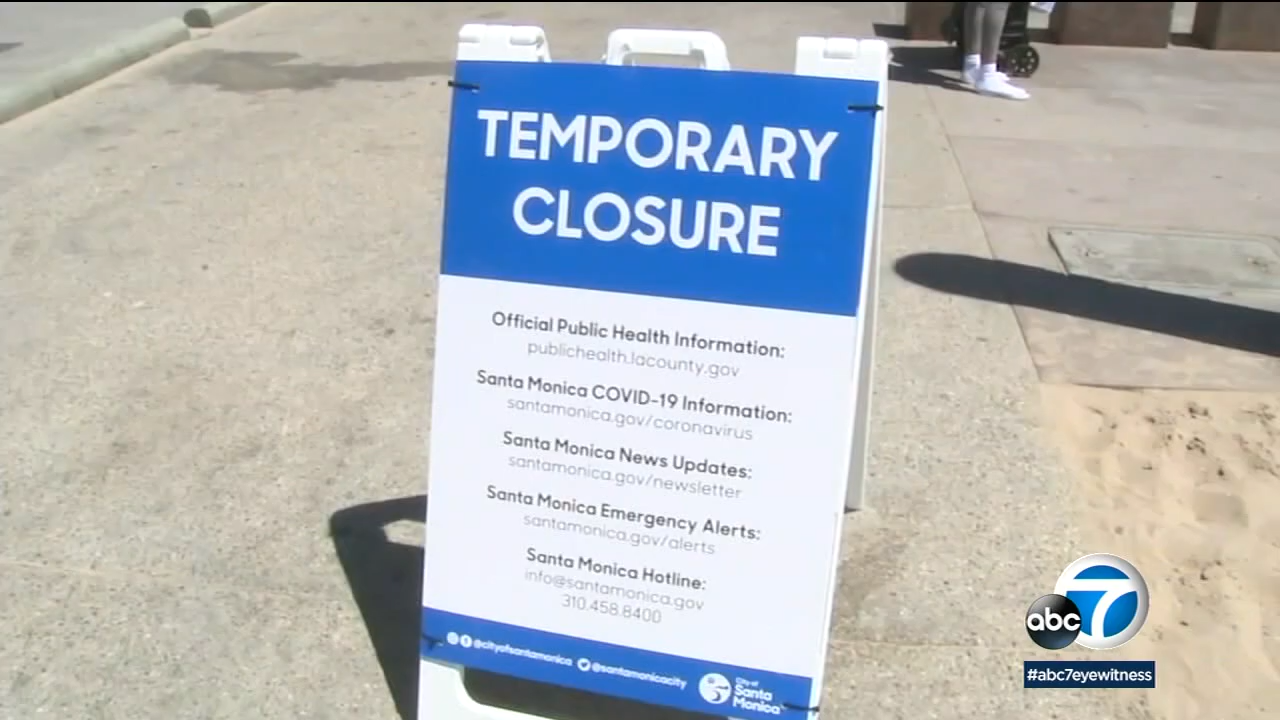 TEMPORARY
CLOSURE
Official Public Health Information:
publichealth.lacounty.gov
Santa Monica COVID-19 Information:
santamonica.gov/coronavirus
Santa Monica News Updates:
santamonica.gov/newsletter
Santa Monica Emergency Alerts:
santamonica.gov/alerts
Santa Monica Hotline:
info@santamonica.gov
310.458.8400
@cityofsantamonica @santamonicacity
City of
Santa
Monica
abc 7
#abc7eyewitness